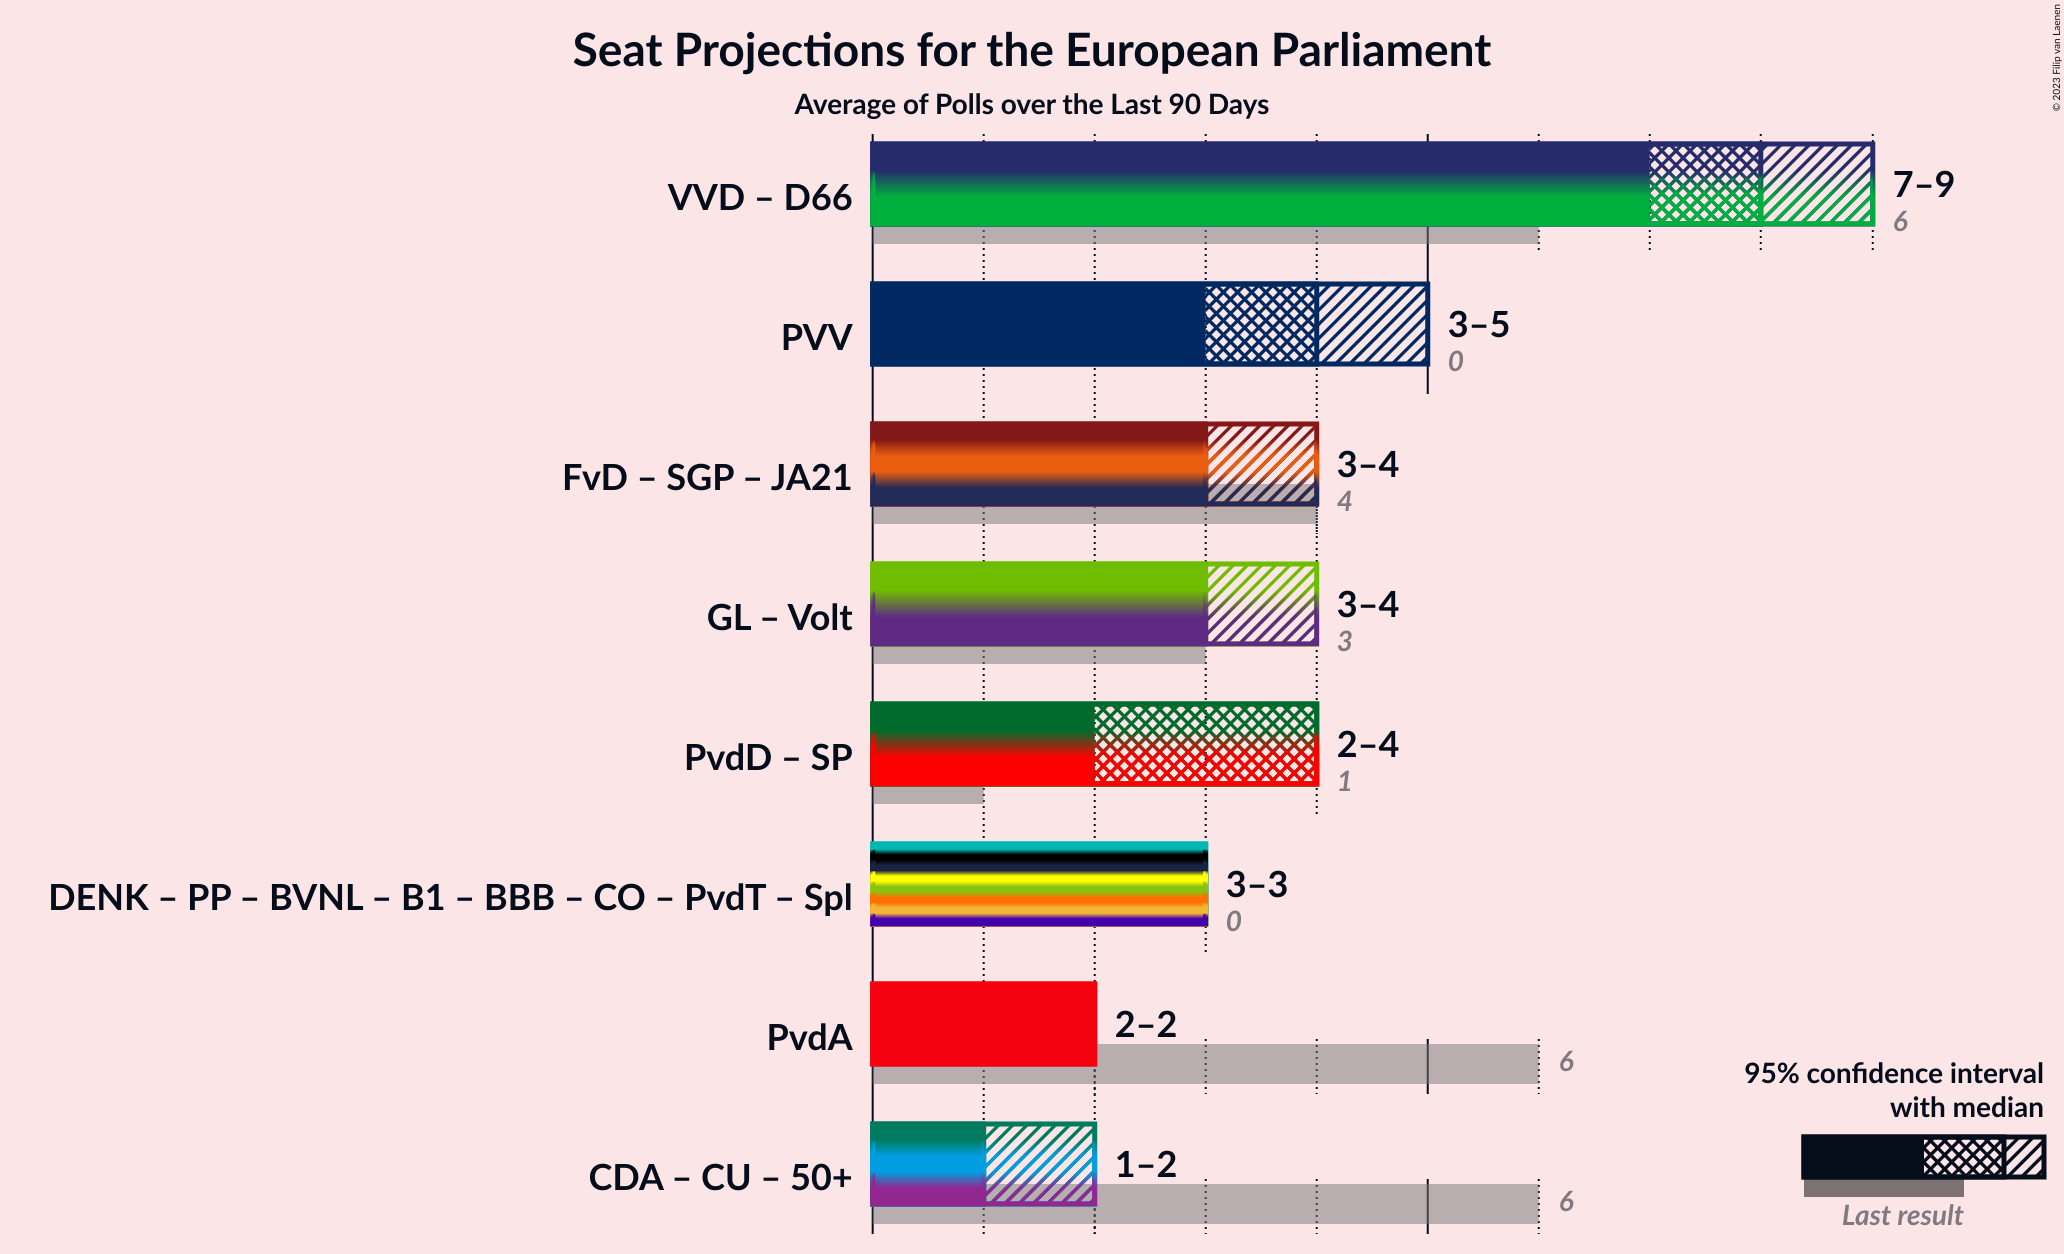 Seat Projections for the European Parliament
Average of Polls over the Last 90 Days
© 2023 Filip van Laenen
VVD – D66
7–9
6
PVV
3–5
0
FvD – SGP – JA21
3–4
4
GL – Volt
3–4
3
PvdD – SP
2–4
1
DENK – PP – BVNL – B1 – BBB – CO – PvdT – Spl
3–3
0
PvdA
2–2
6
CDA – CU – 50+
1–2
6
95% confidence interval
with median
Last result